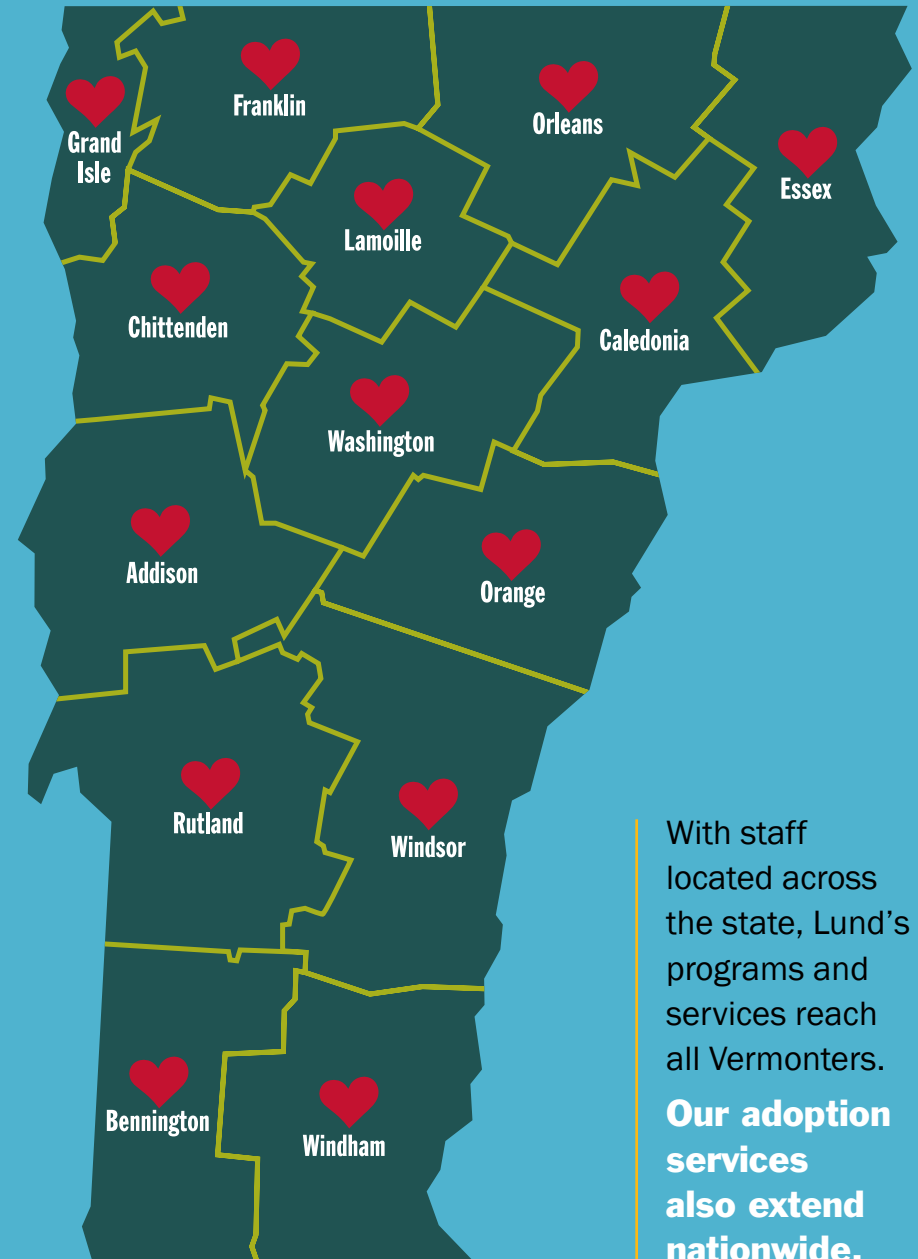 Franklin
Orleans
Grand
Isle
Essex
Lamoille
Chittenden
Caledonia
Washington
Addison
Orange
Rutland
Windsor
Bennington
Windham
With staff
located across
the state, Lund's
programs and
services reach
all Vermonters.
Our adoption
services
also extend
nationwide.